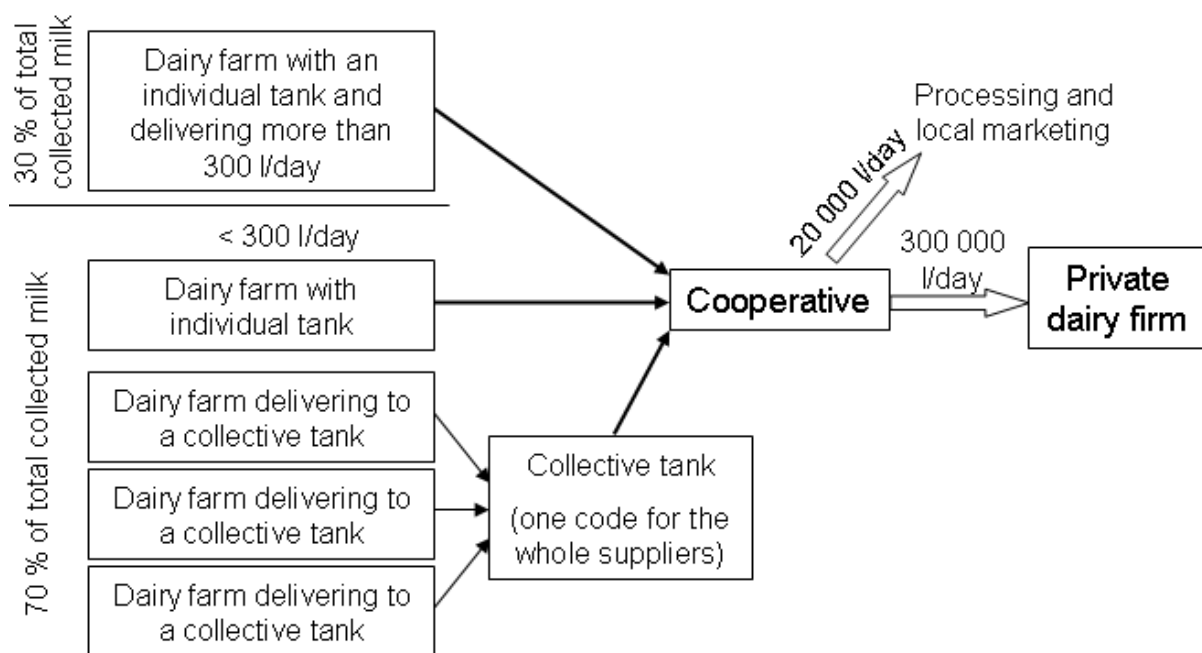 30 % of total
collected milk
Dairy farm with an
individual tank and
delivering more than
300 l/day
< 300 l/day
70 % of total collected milk
Dairy farm with
individual tank
Dairy farm delivering to
a collective tank
Dairy farm delivering to
a collective tank
Dairy farm delivering to
a collective tank
Collective tank
(one code for the
whole suppliers)
Cooperative
20 000 l/day
Processing and
local marketing
300 000
l/day
Private
dairy firm